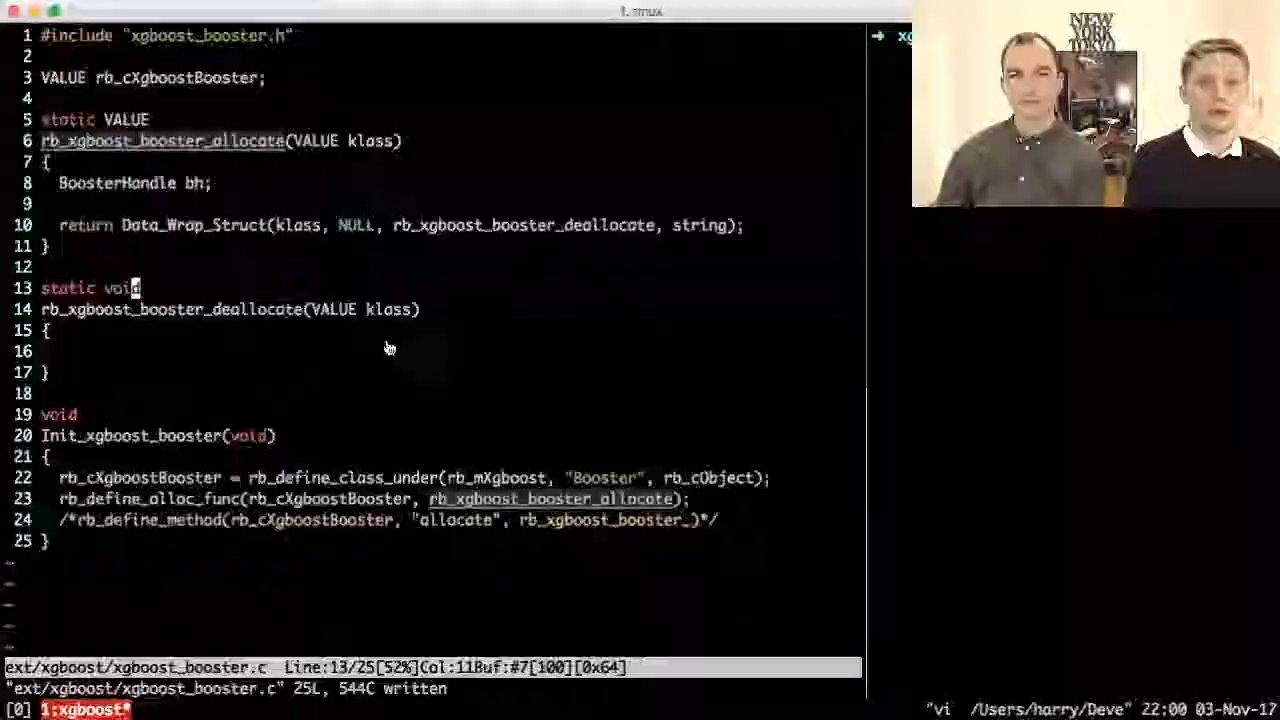 1. tmux
1 #include "xgboost_booster.h"
2
3 VALUE rb_cXgboostBooster;
4
5 static VALUE
6 rb_xgboost_booster_allocate(VALUE klass)
7 {
8 BoosterHandle bh;
9
10 return Data_Wrap_Struct(klass, NULL, rb_xgboost_booster_deallocate, string);
11 }
12
13 static void
14 rb_xgboost_booster_deallocate(VALUE klass)
15 {
16
17 }
18
19 void
20 Init_xgboost_booster(void)
21 {
22 rb_cXgboostBooster = rb_define_class_under(rb_mXgboost, "Booster", rb_cObject);
23 rb_define_alloc_func(rb_cXgboostBooster, rb_xgboost_booster_allocate);
24 /*rb_define_method(rb_cXgboostBooster, "allocate", rb_xgboost_booster_)*/
25 }
~
~
~
~
~
ext/xgboost/xgboost_booster.c Line:13/25[52%]Col:11Buf:#7[100][0x64]
"ext/xgboost/xgboost_booster.c" 25L, 544C written
[0] 1:xgboost*
"vi /Users/harry/Deve" 22:00 03-Nov-17
➜ xg
NEW
YORK
TOKYO